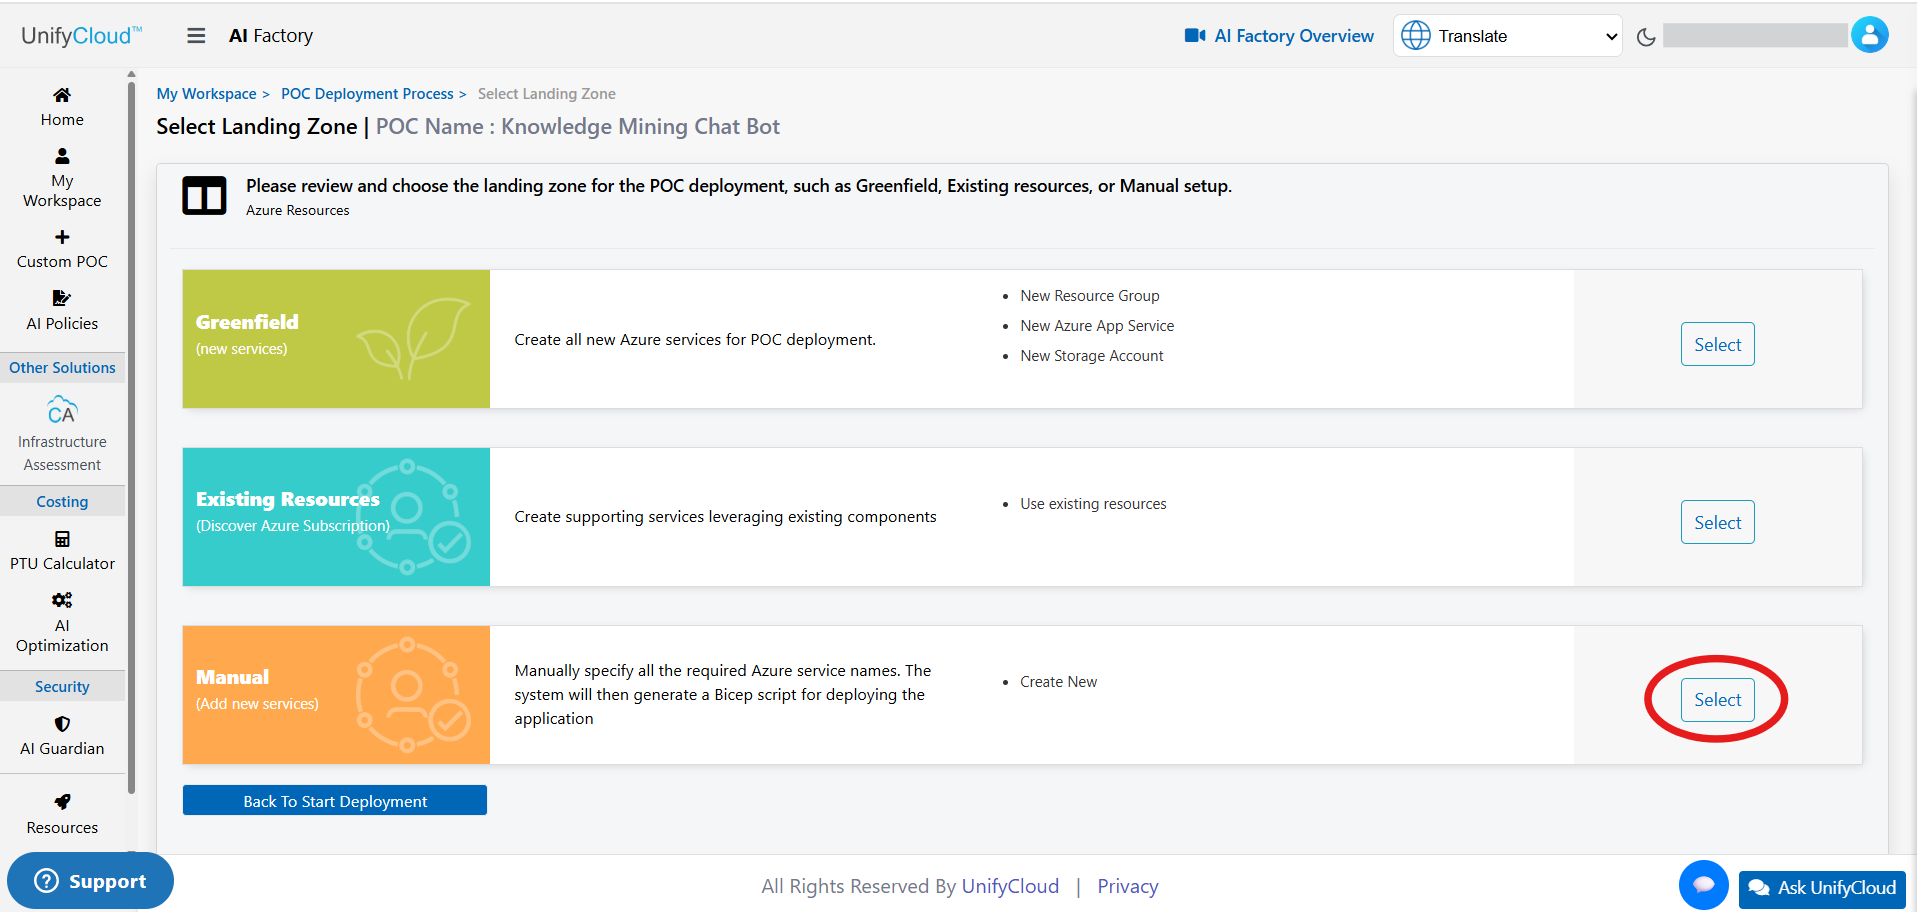 UnifyCloud™
AI Factory
AI Factory Overview
Translate
Home
My
Workspace
Custom POC
AI Policies
Other Solutions
CA
Infrastructure
Assessment
Costing
PTU Calculator
AI
Optimization
Security
AI Guardian
Resources
Support
My Workspace > POC Deployment Process > Select Landing Zone
Select Landing Zone | POC Name : Knowledge Mining Chat Bot
Please review and choose the landing zone for the POC deployment, such as Greenfield, Existing resources, or Manual setup.
Azure Resources
Greenfield
(new services)
Create all new Azure services for POC deployment.
• New Resource Group
• New Azure App Service
• New Storage Account
Select
Existing Resources
(Discover Azure Subscription)
Create supporting services leveraging existing components
• Use existing resources
Select
Manual
(Add new services)
Manually specify all the required Azure service names. The
system will then generate a Bicep script for deploying the
application
• Create New
Select
Back To Start Deployment
All Rights Reserved By UnifyCloud | Privacy
Ask UnifyCloud